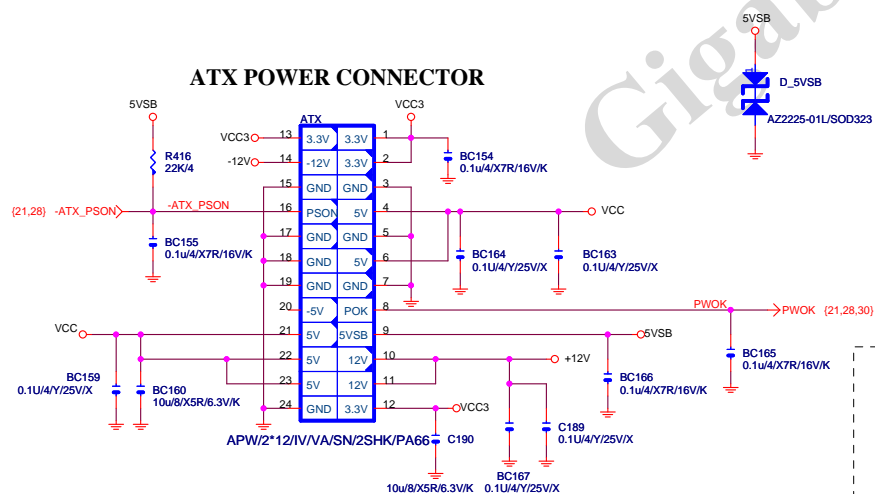 Gigab
5VSB
D_5VSB
AZ2225-01L/SOD323
ATX POWER CONNECTOR
5VSB
VCC3
ATX
R416
22K/4
VCC3 13 3.3V 3.3V 1
-12V 14 -12V 3.3V 2
BC154
0.1u/4/X7R/16V/K
15 GND GND 3
{21,28} -ATX_PSON -ATX_PSON 16 PSON 5V 4 VCC
BC155
0.1u/4/X7R/16V/K
17 GND GND 5
18 GND 5V 6
BC164
0.1U/4/Y/25V/X
BC163
0.1U/4/Y/25V/X
19 GND GND 7
20 -5V POK 8 PWOK PWOK {21,28,30}
VCC 21 5V 5VSB 9 5VSB
22 5V 12V 10 +12V
BC165
0.1u/4/X7R/16V/K
BC159
0.1U/4/Y/25V/X
BC160
10u/8/X5R/6.3V/K
23 5V 12V 11
BC166
0.1u/4/X7R/16V/K
24 GND 3.3V 12 VCC3
APW/2*12/IV/VA/SN/2SHK/PA66
C190
10u/8/X5R/6.3V/K
C189
0.1U/4/Y/25V/X
BC167
0.1U/4/Y/25V/X